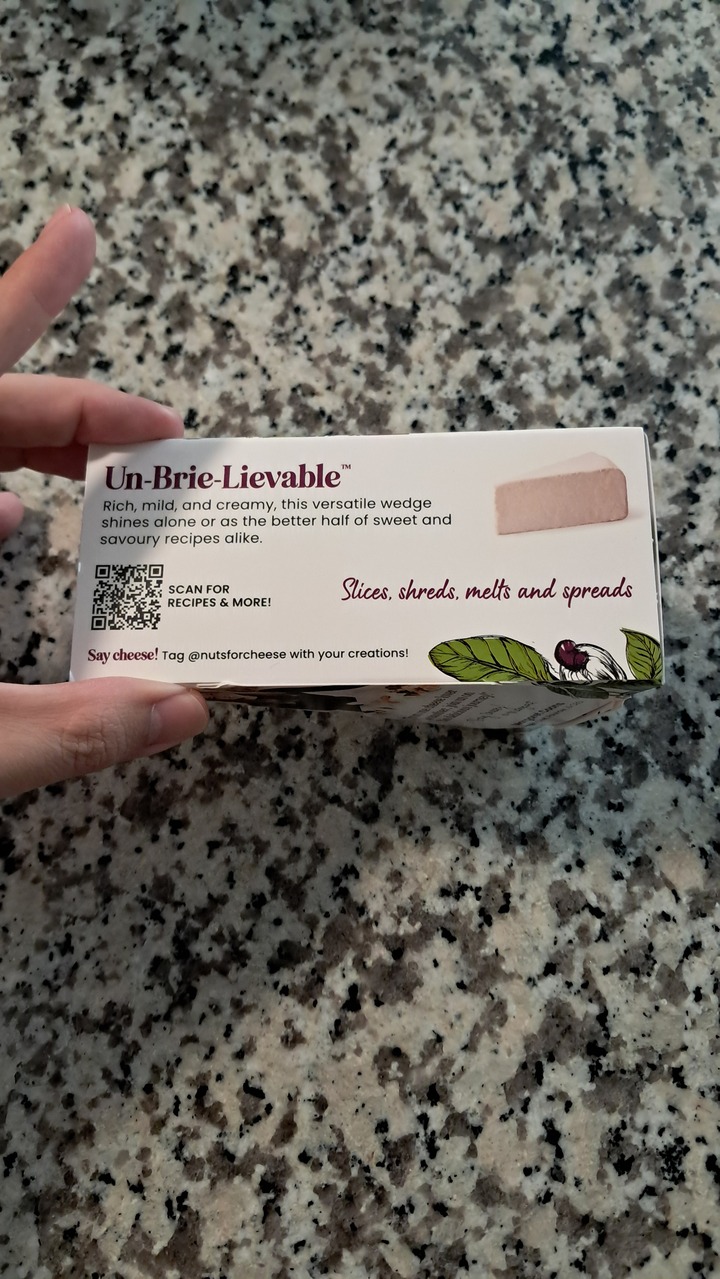 Un-Brie-Lievable™
Rich, mild, and creamy, this versatile wedge
shines alone or as the better half of sweet and
savoury recipes alike.
SCAN FOR
RECIPES & MORE!
Slices, shreds, melts and spreads
Say cheese! Tag @nutsforcheese with your creations!